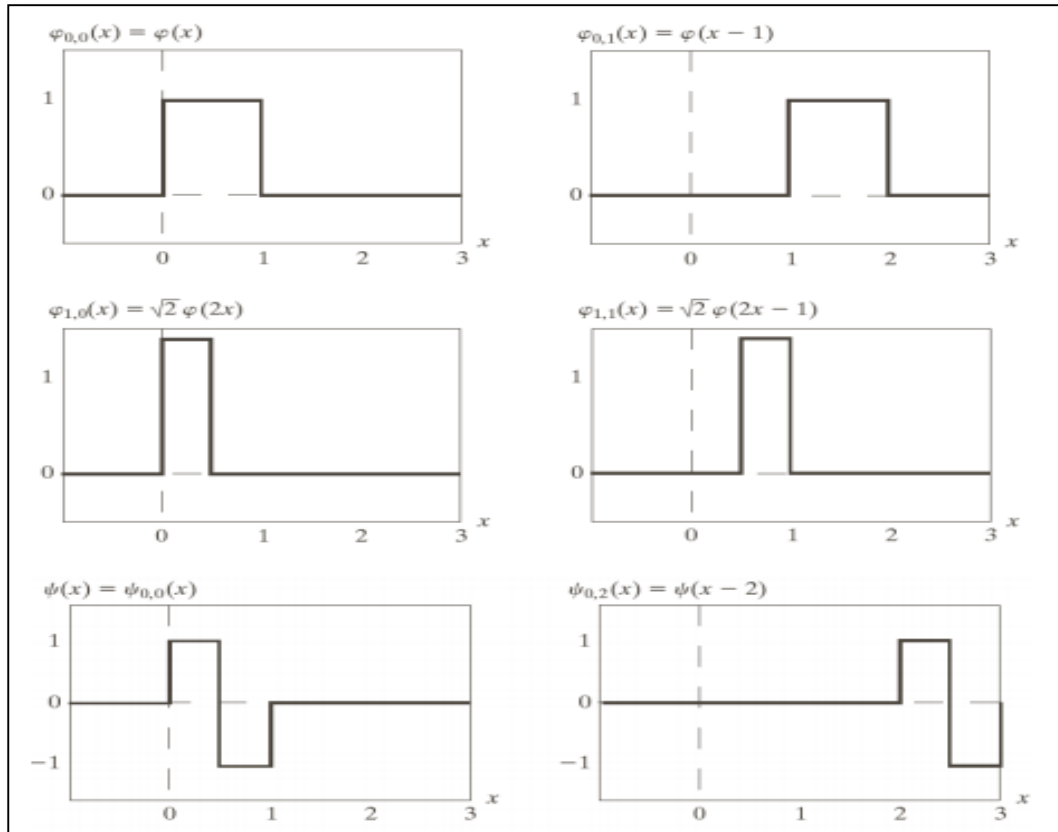 φ₀,₀(x) = φ(x)
φ₀,₁(x) = φ(x − 1)
1
0
0 1 2 3 x
1
0
0 1 2 3 x
φ₁,₀(x) = √2 φ(2x)
φ₁,₁(x) = √2 φ(2x − 1)
1
0
0 1 2 3 x
1
0
0 1 2 3 x
ψ(x) = ψ₀,₀(x)
ψ₀,₂(x) = ψ(x − 2)
1
0
−1
0 1 2 3 x
1
0
−1
0 1 2 3 x